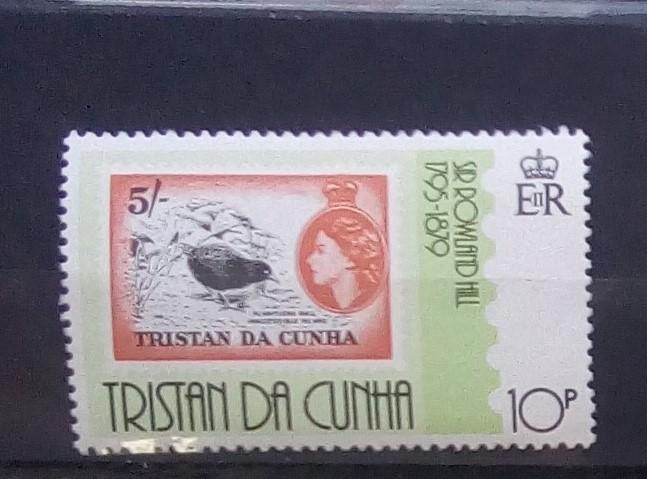 5/-
TRISTAN DA CUNHA
TRISTAN DA CUNHA
SIR ROWLAND HILL
1795-1879
EIIR
10P